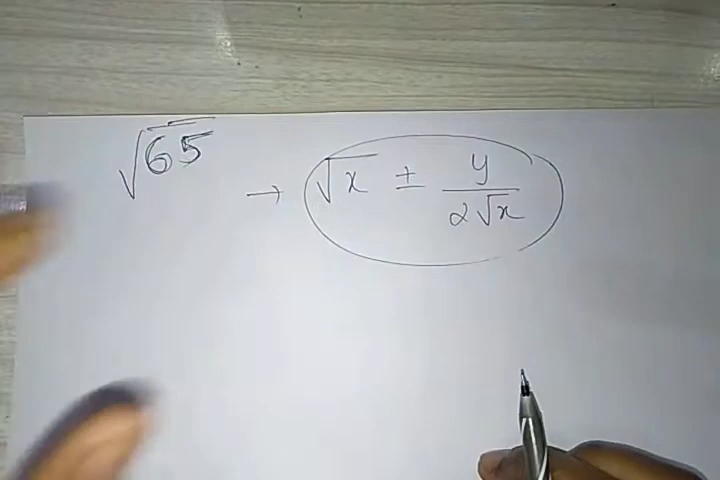 √65 → √x ± y/2√x